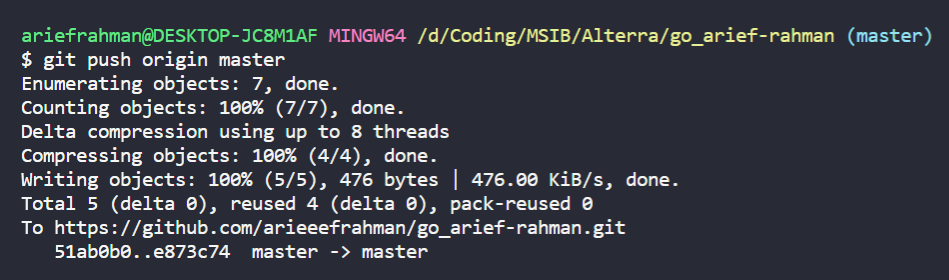 ariefrahman@DESKTOP-JC8M1AF MINGW64 /d/Coding/MSIB/Alterra/go_arief-rahman (master)
$ git push origin master
Enumerating objects: 7, done.
Counting objects: 100% (7/7), done.
Delta compression using up to 8 threads
Compressing objects: 100% (4/4), done.
Writing objects: 100% (5/5), 476 bytes | 476.00 KiB/s, done.
Total 5 (delta 0), reused 4 (delta 0), pack-reused 0
To https://github.com/arieeefrahman/go_arief-rahman.git
   51ab0b0..e873c74  master -> master